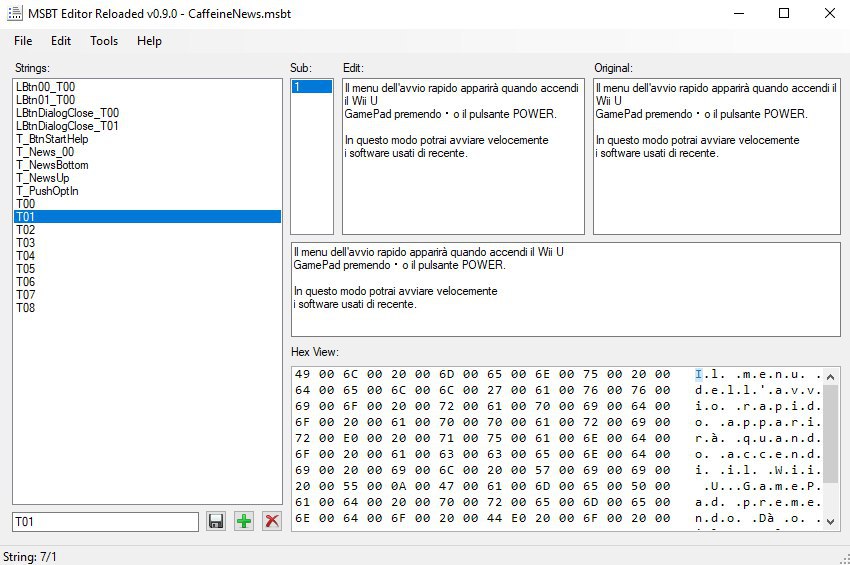 MSBT Editor Reloaded v0.9.0 - CaffeineNews.msbt
File Edit Tools Help
Strings:
LBtn00_T00
LBtn01_T00
LBtnDialogClose_T00
LBtnDialogClose_T01
T_BtnStartHelp
T_News_00
T_NewsBottom
T_NewsUp
T_PushOptIn
T00
T01
T02
T03
T04
T05
T06
T07
T08
T01
Sub:
1
Edit:
Il menu dell'avvio rapido apparirà quando accendi
il Wii U
GamePad premendo · o il pulsante POWER.
In questo modo potrai avviare velocemente
i software usati di recente.
Original:
Il menu dell'avvio rapido apparirà quando accendi il
Wii U
GamePad premendo · o il pulsante POWER.
In questo modo potrai avviare velocemente
i software usati di recente.
Il menu dell'avvio rapido apparirà quando accendi il Wii U
GamePad premendo · o il pulsante POWER.
In questo modo potrai avviare velocemente
i software usati di recente.
Hex View:
49 00 6C 00 20 00 6D 00 65 00 6E 00 75 00 20 00 I.l. .m.e.n.u. .
64 00 65 00 6C 00 6C 00 27 00 61 00 76 00 76 00 d.e.l.l.'.a.v.v.
69 00 6F 00 20 00 72 00 61 00 70 00 69 00 64 00 i.o. .r.a.p.i.d.
6F 00 20 00 61 00 70 00 70 00 61 00 72 00 69 00 o. .a.p.p.a.r.i.
72 00 E0 00 20 00 71 00 75 00 61 00 6E 00 64 00 r.à. .q.u.a.n.d.
6F 00 20 00 61 00 63 00 63 00 65 00 6E 00 64 00 o. .a.c.c.e.n.d.
69 00 20 00 69 00 6C 00 20 00 57 00 69 00 69 00 i. .i.l. .W.i.i.
20 00 55 00 0A 00 47 00 61 00 6D 00 65 00 50 00 .U...G.a.m.e.P.
61 00 64 00 20 00 70 00 72 00 65 00 6D 00 65 00 a.d. .p.r.e.m.e.
6E 00 64 00 6F 00 20 00 44 E0 20 00 6F 00 20 00 n.d.o. .Dà .o. .
String: 7/1